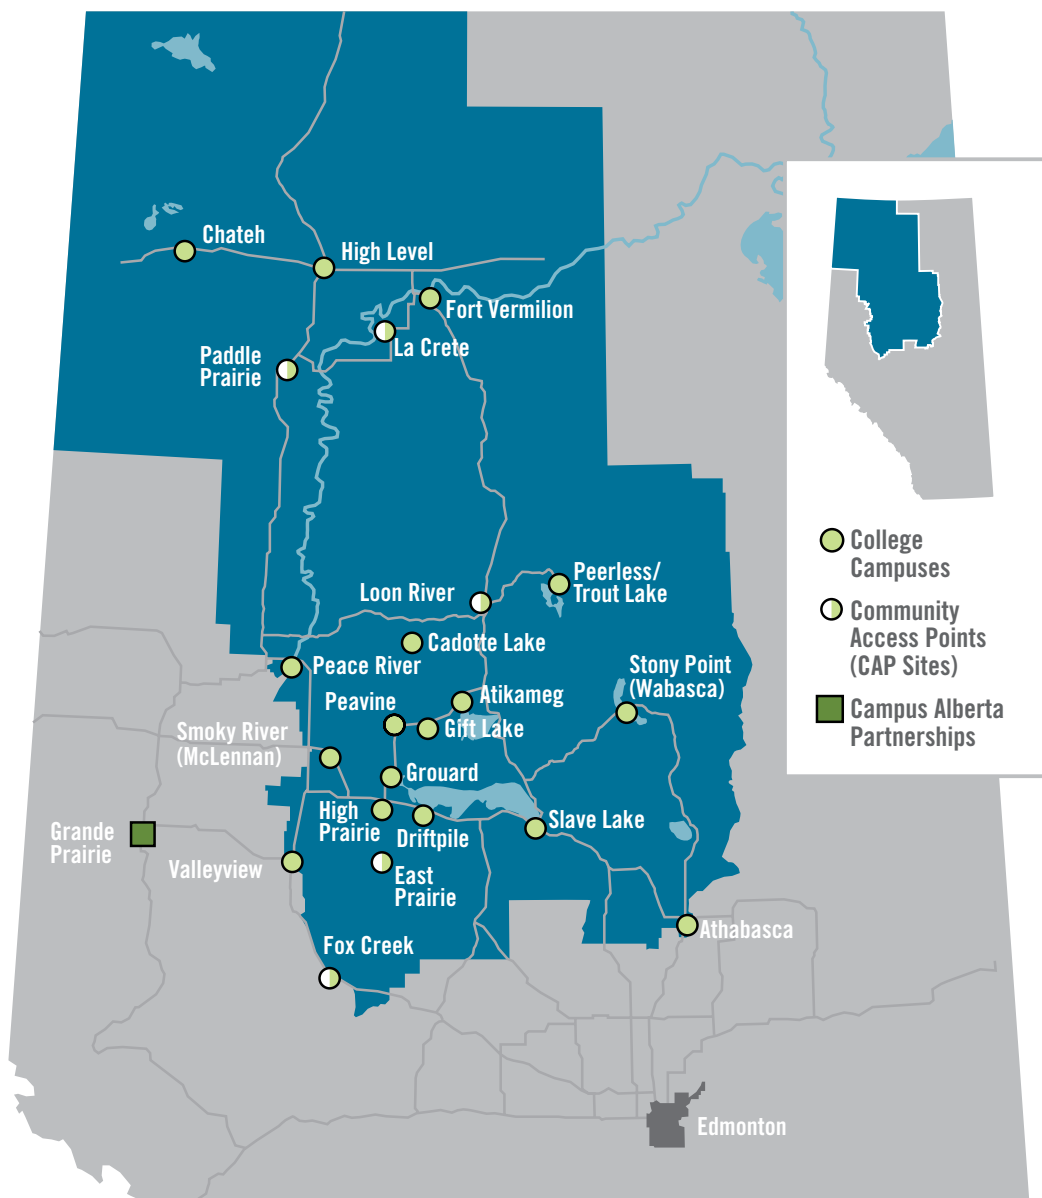 Chateh
High Level
Fort Vermilion
La Crete
Paddle
Prairie
Loon River
Peerless/
Trout Lake
Cadotte Lake
Peace River
Stony Point
(Wabasca)
Peavine
Atikameg
Gift Lake
Smoky River
(McLennan)
Grouard
High
Prairie
Driftpile
Slave Lake
Grande
Prairie
Valleyview
East
Prairie
Athabasca
Fox Creek
Edmonton
College
Campuses
Community
Access Points
(CAP Sites)
Campus Alberta
Partnerships